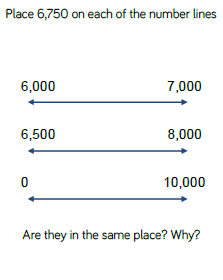 Place 6,750 on each of the number lines
6,000 7,000
6,500 8,000
0 10,000
Are they in the same place? Why?